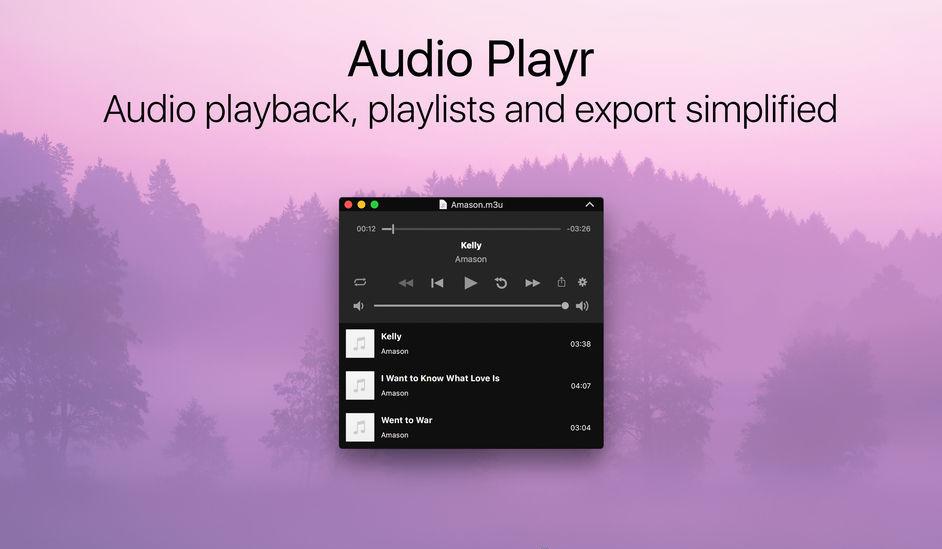 Audio Playr
Audio playback, playlists and export simplified
Amason.m3u
00:12 -03:26
Kelly
Amason
Kelly
Amason
03:38
I Want to Know What Love Is
Amason
04:07
Went to War
Amason
03:04